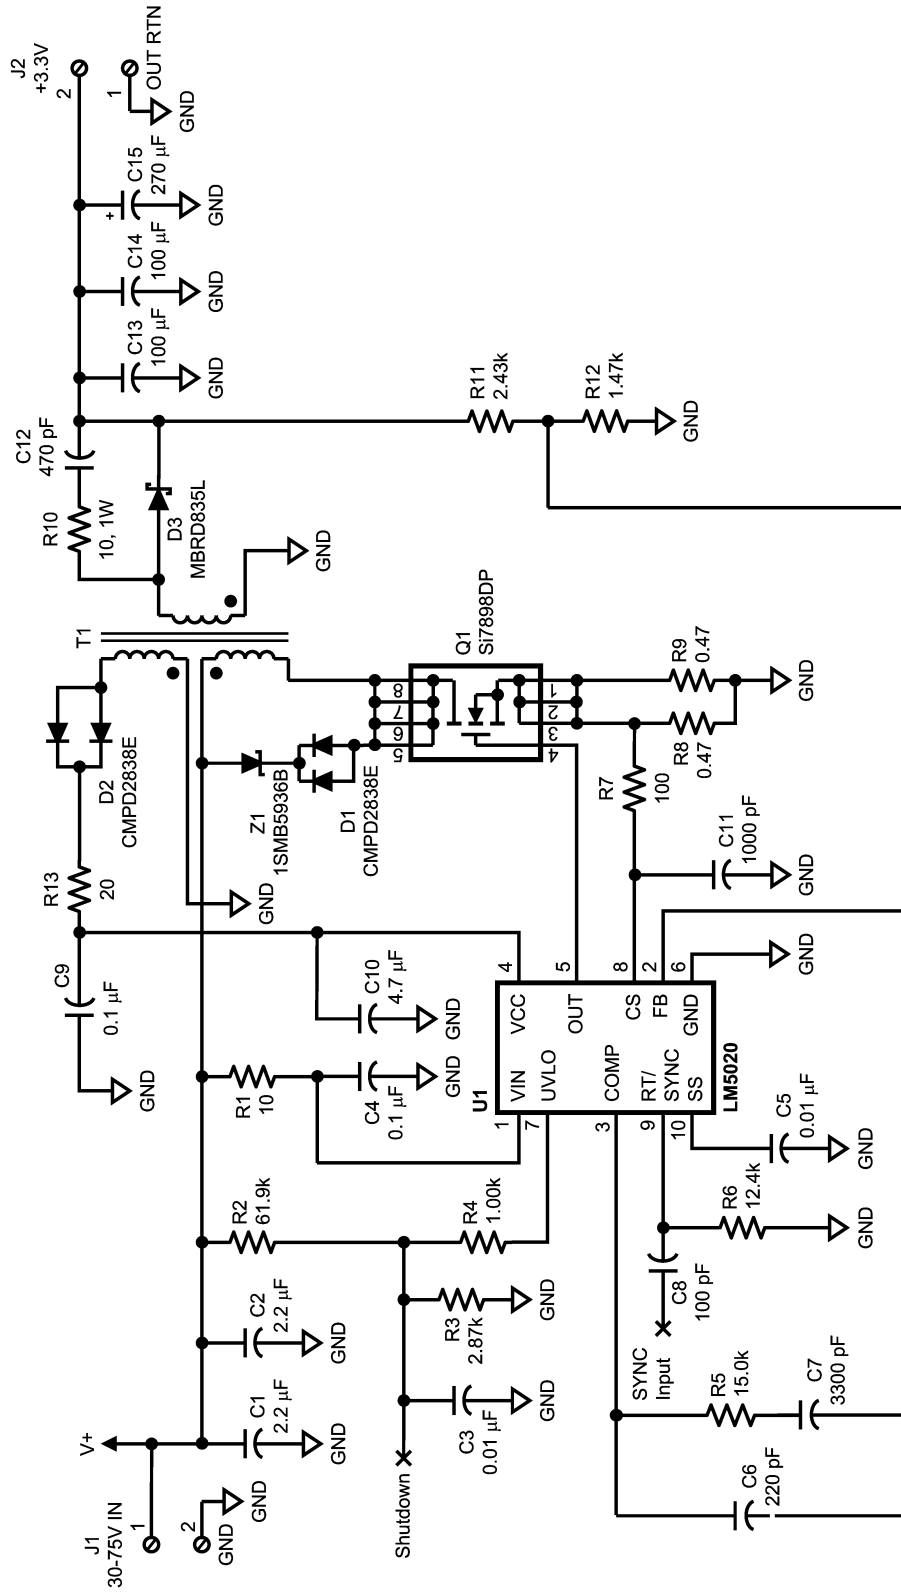 J1
30-75V IN
1
2
GND
GND
V+
C1
2.2 µF
GND
C2
2.2 µF
GND
R2
61.9k
R1
10
C4
0.1 µF
GND
C9
0.1 µF
GND
C10
4.7 µF
GND
R13
20
GND
D2
CMPD2838E
Z1
1SMB5936B
D1
CMPD2838E
T1
R10
10, 1W
C12
470 pF
D3
MBRD835L
GND
C13
100 µF
GND
C14
100 µF
GND
+
C15
270 µF
GND
J2
+3.3V
2
1
OUT RTN
GND
Shutdown
C3
0.01 µF
GND
R3
2.87k
GND
R4
1.00k
U1
1
VIN
7
UVLO
3
COMP
9
RT/
SYNC
10
SS
VCC
4
OUT
5
CS
8
FB
2
GND
6
LM5020
GND
Q1
Si7898DP
8
7
6
5
1
2
3
4
R7
100
C11
1000 pF
GND
R8
0.47
R9
0.47
GND
R11
2.43k
R12
1.47k
GND
C5
0.01 µF
GND
R6
12.4k
GND
C8
100 pF
SYNC
Input
R5
15.0k
C7
3300 pF
C6
220 pF